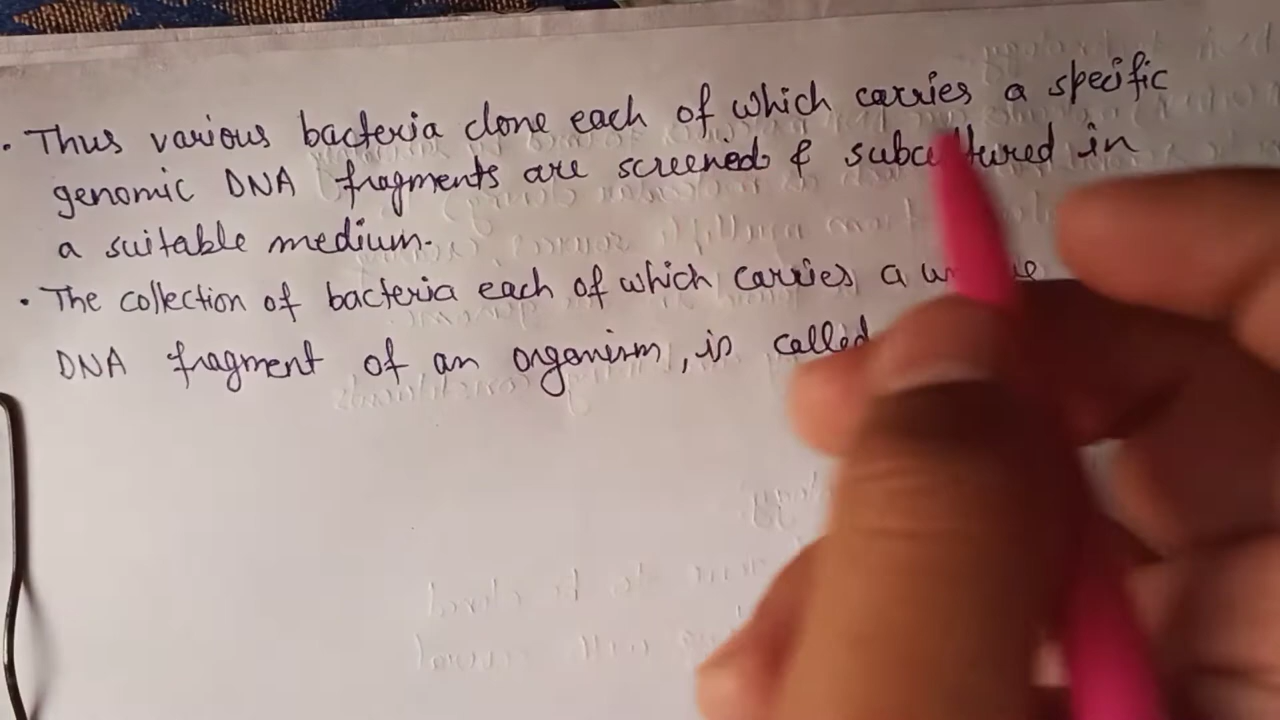 . Thus various bacteria clone each of which carries a specific
genomic DNA fragments are screened & subcultured in
a suitable medium.
. The collection of bacteria each of which carries a
DNA fragment of an organism, is called